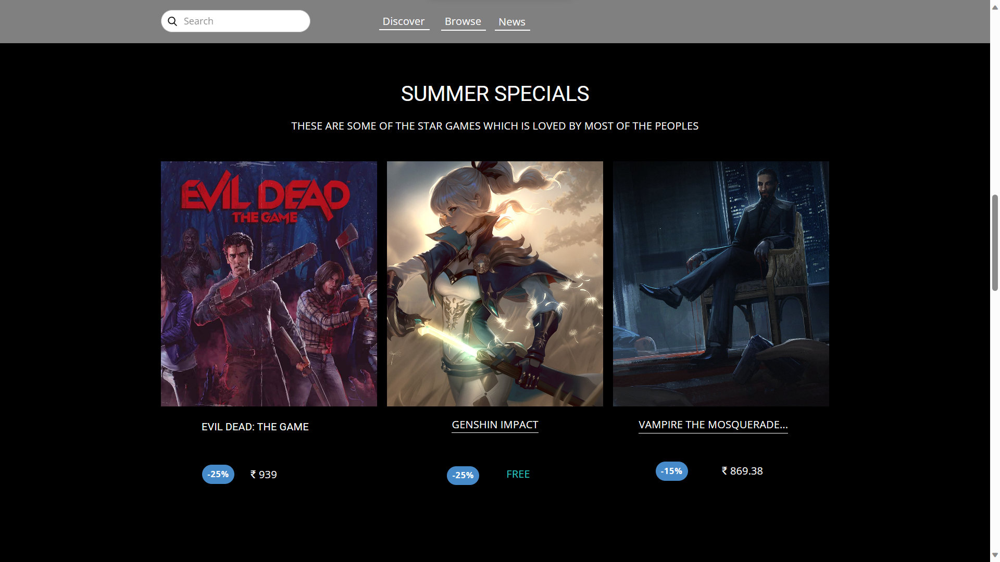 Search
Discover Browse News
SUMMER SPECIALS
THESE ARE SOME OF THE STAR GAMES WHICH IS LOVED BY MOST OF THE PEOPLES
EVIL DEAD
THE GAME
EVIL DEAD: THE GAME
GENSHIN IMPACT
VAMPIRE THE MOSQUERADE...
-25% ₹ 939
-25% FREE
-15% ₹ 869.38